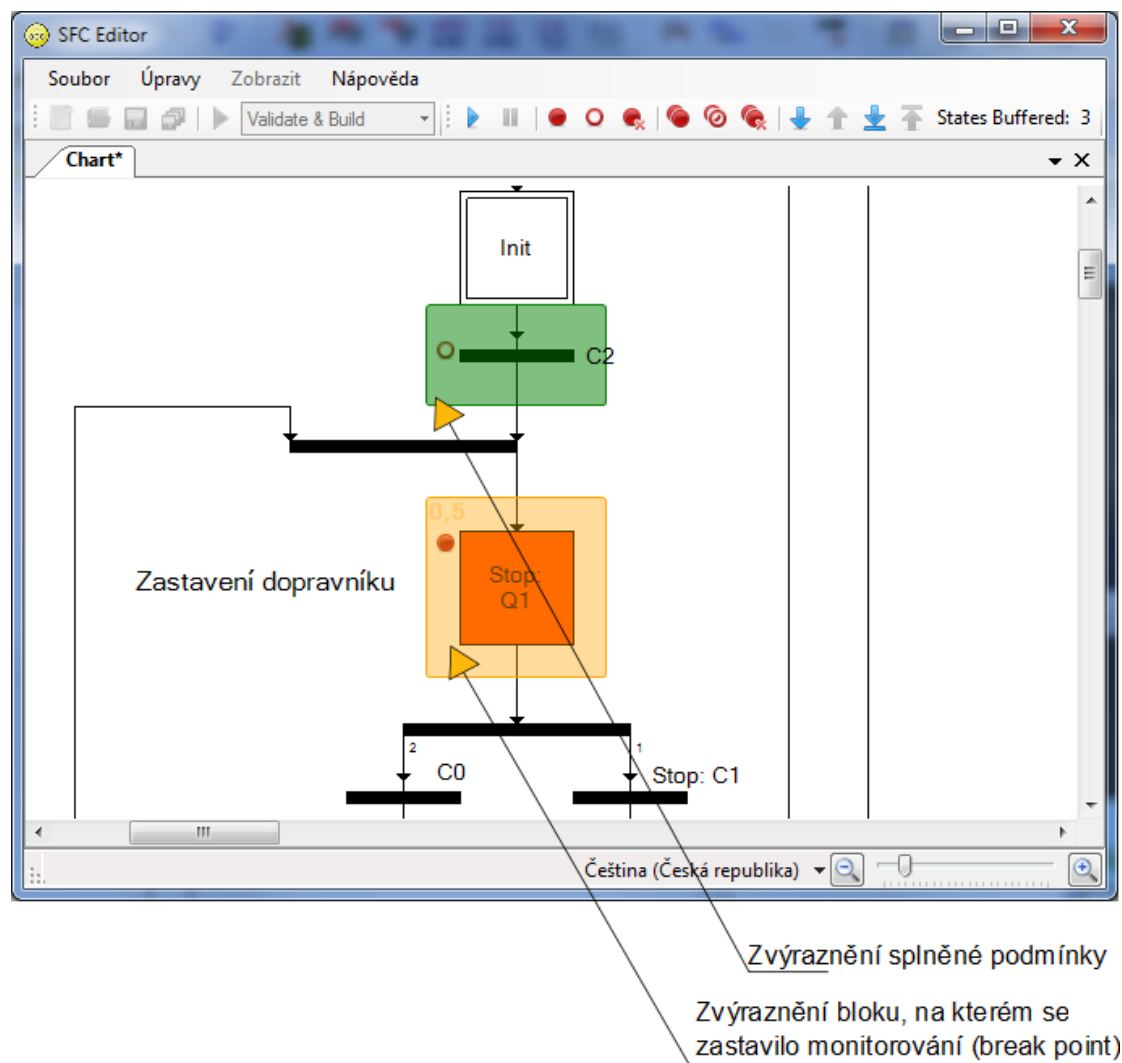 SFC Editor
Soubor Úpravy Zobrazit Nápověda
Validate & Build States Buffered: 3
Chart*
Init
C2
0,5
Stop:
Q1
Zastavení dopravníku
2 1
C0 Stop: C1
Čeština (Česká republika)
Zvýraznění splněné podmínky
Zvýraznění bloku, na kterém se
zastavilo monitorování (break point)